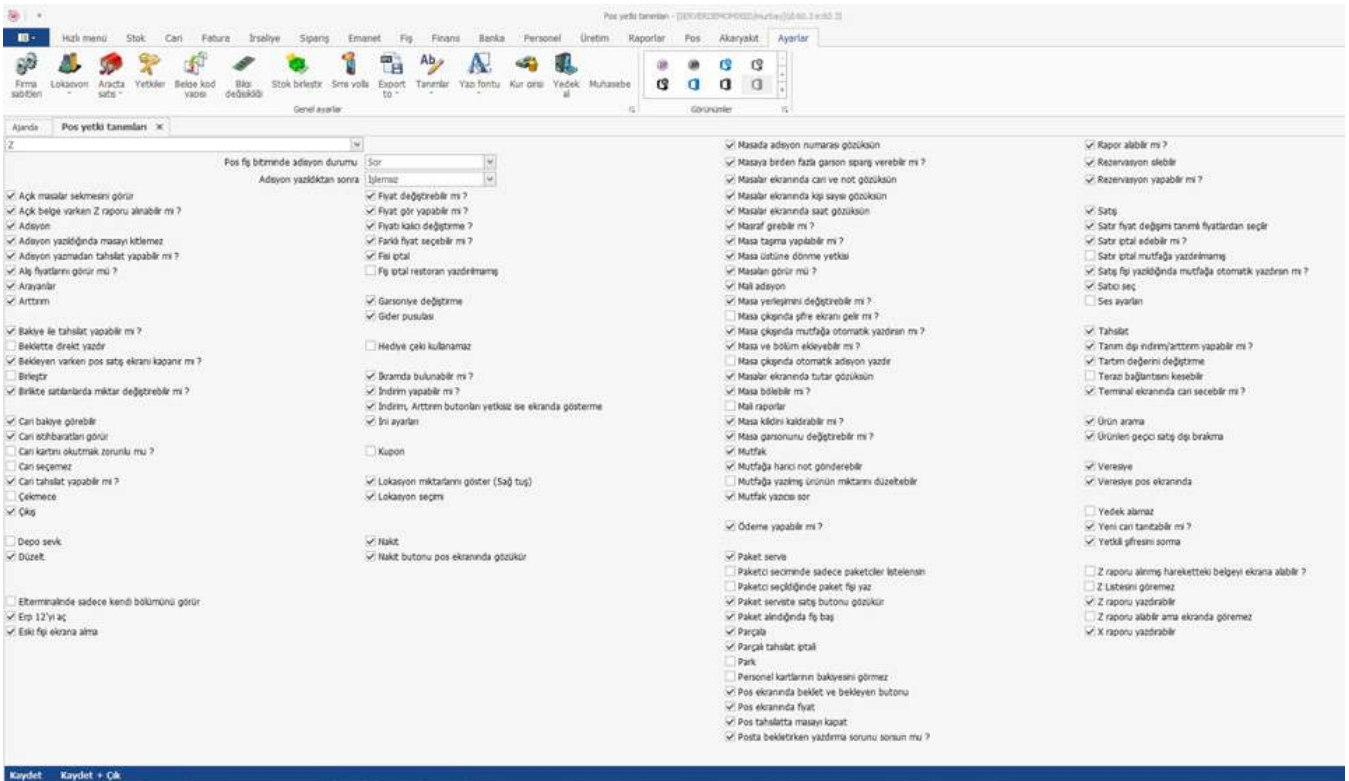 Pos yetki tanımları
Hızlı menü Stok Cari Fatura İrsaliye Sipariş Emanet Fiş Finans Banka Personel Üretim Raporlar Pos Akaryakıt Ayarlar
Firma sabitleri Lokasyon Araçta satış Yetkiler Belge kod yapısı Bilgi değişikliği Stok birleştir Sms yolla Export to Tanımlar Yazı fontu Kur girişi Yedek al Muhasebe
Genel ayarlar Görünümler
Ajanda Pos yetki tanımları
Z
Pos fiş bitiminde adisyon durumu Sor
Adisyon yazıldıktan sonra İşlemsiz
Açık masalar sekmesini görür
Açık belge varken Z raporu alınabilir mi ?
Adisyon
Adisyon yazıldığında masayı kitlemez
Adisyon yazmadan tahsilat yapabilir mi ?
Alış fiyatlarını görür mü ?
Arayanlar
Arttırım
Bakiye ile tahsilat yapabilir mi ?
Beklette direkt yazdır
Bekleyen varken pos satış ekranı kapanır mı ?
Birleştir
Birlikte satılanlarda miktar değiştirebilir mi ?
Cari bakiye görebilir
Cari istihbaratları görür
Cari kartını okutmak zorunlu mu ?
Cari seçemez
Cari tahsilat yapabilir mi ?
Çekmece
Çıkış
Depo sevk
Düzelt
Elterminalinde sadece kendi bölümünü görür
Erp 12'yi aç
Eski fişi ekrana alma
Fiyat değiştirebilir mi ?
Fiyat gör yapabilir mi ?
Fiyatı kalıcı değiştirme ?
Farklı fiyat seçebilir mi ?
Fisi iptal
Fiş iptal restoran yazdırılmamış
Garsoniye değiştirme
Gider pusulası
Hediye çeki kullanamaz
İkramda bulunabilir mi ?
İndirim yapabilir mi ?
İndirim, Arttırım butonları yetkisiz ise ekranda gösterme
İni ayarları
Kupon
Lokasyon miktarlarını göster (Sağ tuş)
Lokasyon seçimi
Nakit
Nakit butonu pos ekranında gözükür
Masada adisyon numarası gözüksün
Masaya birden fazla garson sipariş verebilir mi ?
Masalar ekranında cari ve not gözüksün
Masalar ekranında kişi sayısı gözüksün
Masalar ekranında saat gözüksün
Masraf girebilir mi ?
Masa taşıma yapılabilir mi ?
Masa üstüne dönme yetkisi
Masaları görür mü ?
Mali adisyon
Masa yerleşimini değiştirebilir mi ?
Masa çıkışında şifre ekranı gelir mi ?
Masa çıkışında mutfağa otomatik yazdırsın mı ?
Masa ve bölüm ekleyebilir mi ?
Masa çıkışında otomatik adisyon yazdır
Masalar ekranında tutar gözüksün
Masa bölebilir mi ?
Mali raporlar
Masa kilidini kaldırabilir mi ?
Masa garsonunu değiştirebilir mi ?
Mutfak
Mutfağa harici not gönderebilir
Mutfağa yazılmış ürünün miktarını düzeltebilir
Mutfak yazıcısı sor
Ödeme yapabilir mi ?
Paket servis
Paketci seciminde sadece paketciler listelensin
Paketci seçildiğinde paket fişi yaz
Paket serviste satış butonu gözükür
Paket alındığında fiş baş
Parçala
Parçalı tahsilat iptali
Park
Personel kartlarının bakiyesini görmez
Pos ekranında beklet ve bekleyen butonu
Pos ekranında fiyat
Pos tahsilatta masayı kapat
Posta bekletirken yazdırma sorunu sorsun mu ?
Rapor alabilir mi ?
Rezervasyon silebilir
Rezervasyon yapabilir mi ?
Satış
Satır fiyat değişimi tanımlı fiyatlardan seçilir
Satır iptal edebilir mi ?
Satır iptal mutfağa yazdırılmamış
Satış fişi yazıldığında mutfağa otomatik yazdırsın mı ?
Satıcı seç
Ses ayarları
Tahsilat
Tanım dışı indirim/arttırım yapabilir mi ?
Tartım değerini değiştirme
Terazi bağlantısını kesebilir
Terminal ekranında cari secebilir mi ?
Ürün arama
Ürünleri geçici satış dışı bırakma
Veresiye
Veresiye pos ekranında
Yedek alamaz
Yeni cari tanıtabilir mi ?
Yetkili şifresini sorma
Z raporu alınmış hareketteki belgeyi ekrana alabilir ?
Z Listesini göremez
Z raporu yazdırabilir
Z raporu alabilir ama ekranda göremez
X raporu yazdırabilir
Kaydet Kaydet + Çık